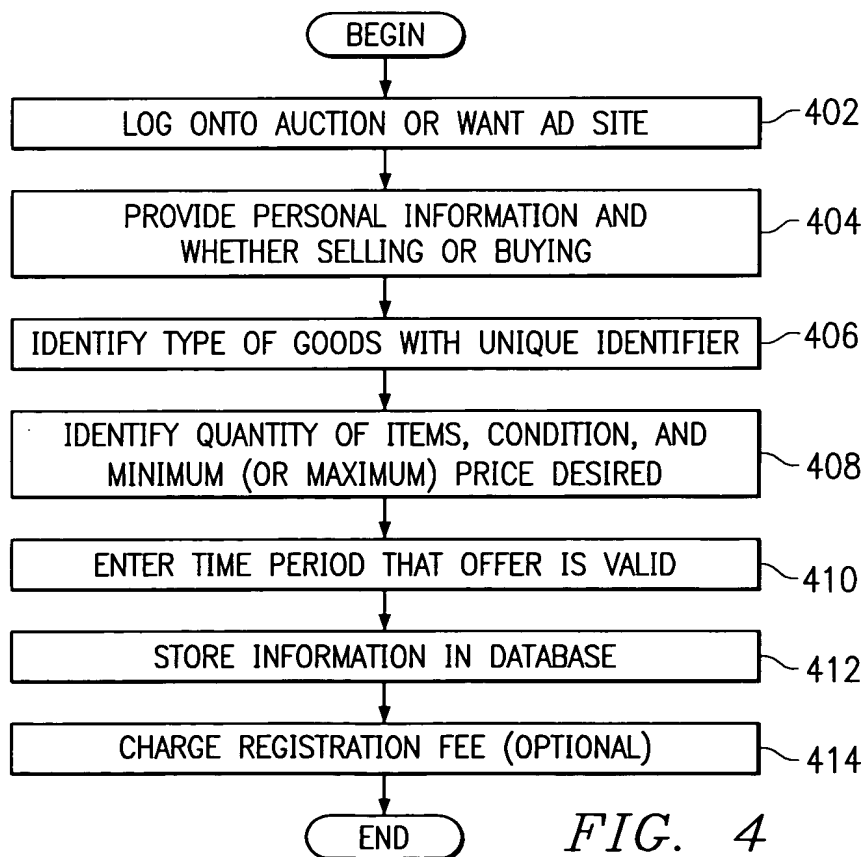 BEGIN
LOG ONTO AUCTION OR WANT AD SITE
402
PROVIDE PERSONAL INFORMATION AND
WHETHER SELLING OR BUYING
404
IDENTIFY TYPE OF GOODS WITH UNIQUE IDENTIFIER
406
IDENTIFY QUANTITY OF ITEMS, CONDITION, AND
MINIMUM (OR MAXIMUM) PRICE DESIRED
408
ENTER TIME PERIOD THAT OFFER IS VALID
410
STORE INFORMATION IN DATABASE
412
CHARGE REGISTRATION FEE (OPTIONAL)
414
END
FIG. 4